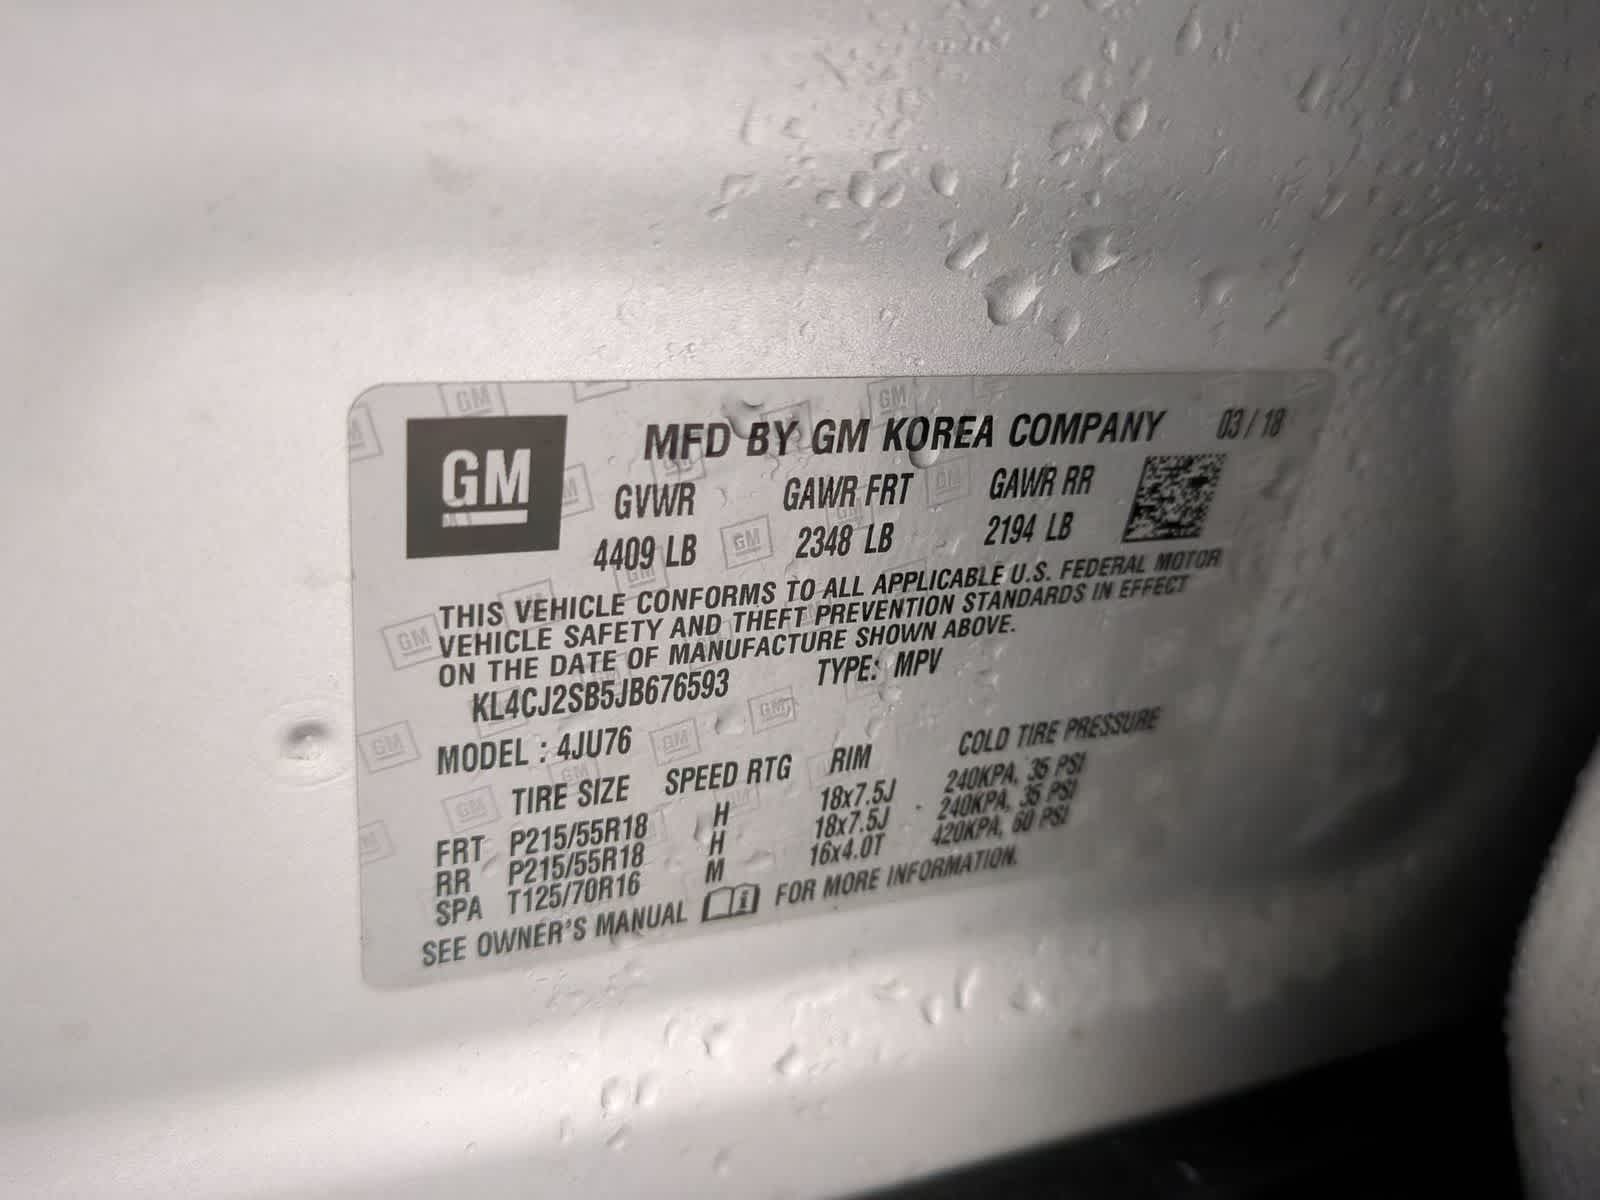 GM
MFD BY GM KOREA COMPANY 03/18
GVWR GAWR FRT GAWR RR
4409 LB 2348 LB 2194 LB
THIS VEHICLE CONFORMS TO ALL APPLICABLE U.S. FEDERAL MOTOR
VEHICLE SAFETY AND THEFT PREVENTION STANDARDS IN EFFECT
ON THE DATE OF MANUFACTURE SHOWN ABOVE.
KL4CJ2SB5JB676593 TYPE: MPV
MODEL : 4JU76
TIRE SIZE SPEED RTG RIM COLD TIRE PRESSURE
FRT P215/55R18 H 18x7.5J 240KPA, 35 PSI
RR P215/55R18 H 18x7.5J 240KPA, 35 PSI
SPA T125/70R16 M 16x4.0T 420KPA, 60 PSI
SEE OWNER'S MANUAL FOR MORE INFORMATION.